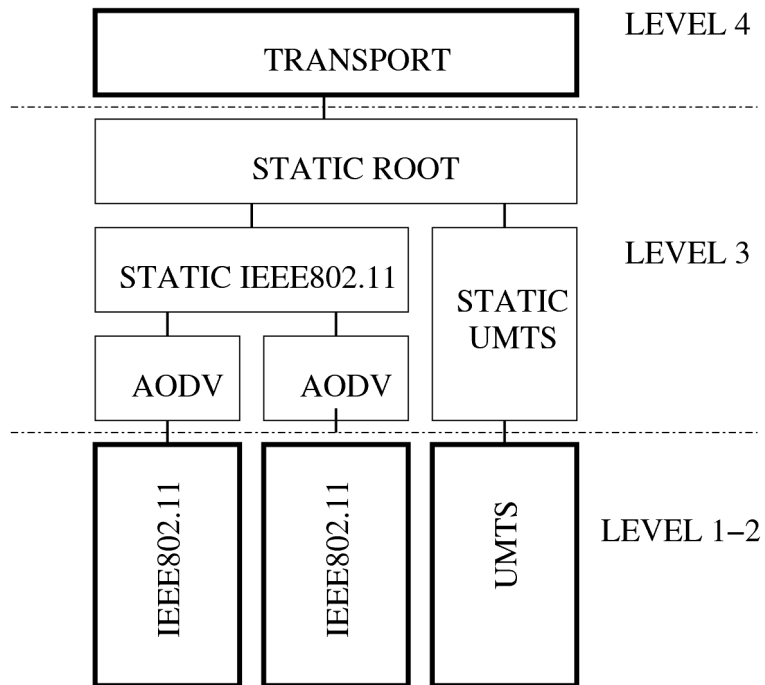 LEVEL 4
TRANSPORT
STATIC ROOT
LEVEL 3
STATIC IEEE802.11
STATIC
UMTS
AODV
AODV
IEEE802.11
IEEE802.11
UMTS
LEVEL 1–2